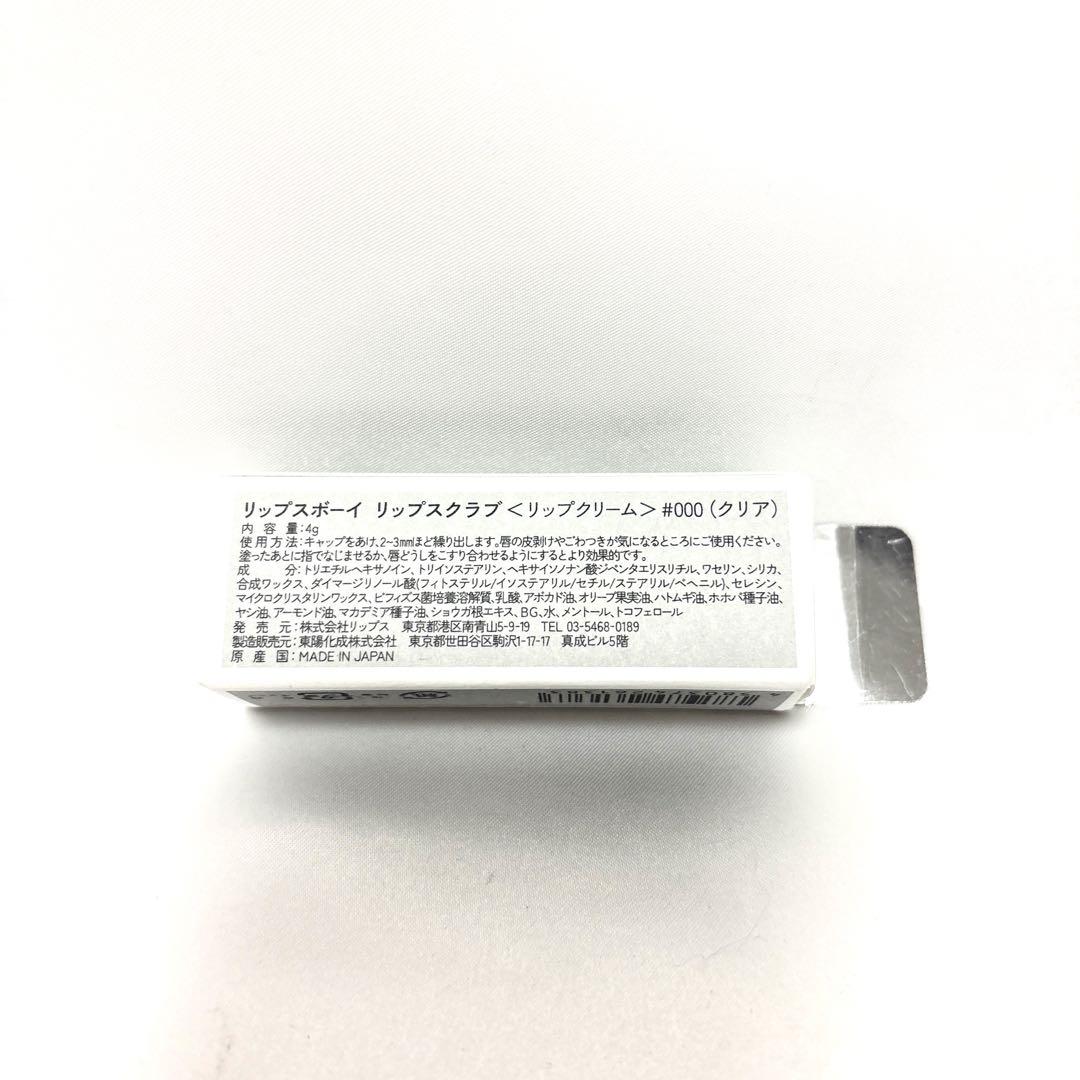 リップスボーイ リップスクラブ＜リップクリーム＞ #000（クリア）
内 容 量：4g
使用方法：キャップをあけ、2~3mmほど繰り出します。唇の皮剥けやごわつきが気になるところにご使用ください。
塗ったあとに指でなじませるか、唇どうしをこすり合わせるようにするとより効果的です。
成 分：トリエチルヘキサノイン、トリイソステアリン、ヘキサイソノナン酸ジペンタエリスリチル、ワセリン、シリカ、
合成ワックス、ダイマージリノール酸(フィトステリル/イソステアリル/セチル/ステアリル/ベヘニル)、セレシン、
マイクロクリスタリンワックス、ビフィズス菌培養溶解質、乳酸、アボカド油、オリーブ果実油、ハトムギ油、ホホバ種子油、
ヤシ油、アーモンド油、マカデミア種子油、ショウガ根エキス、BG、水、メントール、トコフェロール
発 売 元：株式会社リップス 東京都港区南青山5-9-19 TEL 03-5468-0189
製造販売元：東陽化成株式会社 東京都世田谷区駒沢1-17-17 真成ビル5階
原 産 国：MADE IN JAPAN